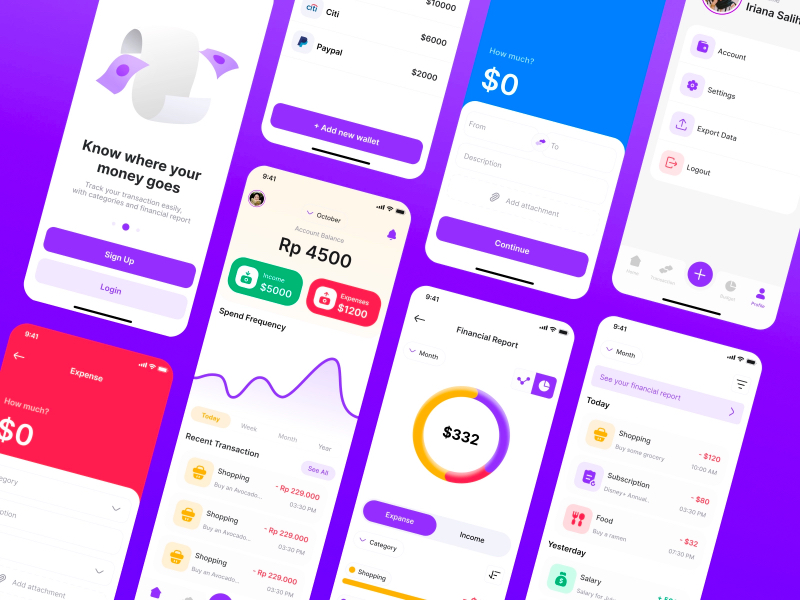 Know where your
money goes
Track your transaction easily,
with categories and financial report
Sign Up
Login
$10000
citi
Citi
$6000
Paypal
$2000
+ Add new wallet
How much?
$0
From
To
Description
Add attachment
Continue
Iriana Salih
Account
Settings
Export Data
Logout
Home
Transaction
Budget
Profile
9:41
Expense
How much?
$0
Add attachment
9:41
October
Account Balance
Rp 4500
Income
$5000
Expenses
$1200
Spend Frequency
Today
Week
Month
Year
Recent Transaction
See All
Shopping
- Rp 229.000
Buy an Avocado...
03:30 PM
Shopping
- Rp 229.000
Buy an Avocado...
03:30 PM
Shopping
- Rp 229.000
Buy an Avocado...
03:30 PM
9:41
Financial Report
Month
$332
Expanse
Income
Category
Shopping
9:41
Month
See your financial report
Today
Shopping
- $120
Buy some grocery
10:00 AM
Subscription
- $80
Disney+ Annual..
03:30 PM
Food
- $32
Buy a ramen
07:30 PM
Yesterday
Salary